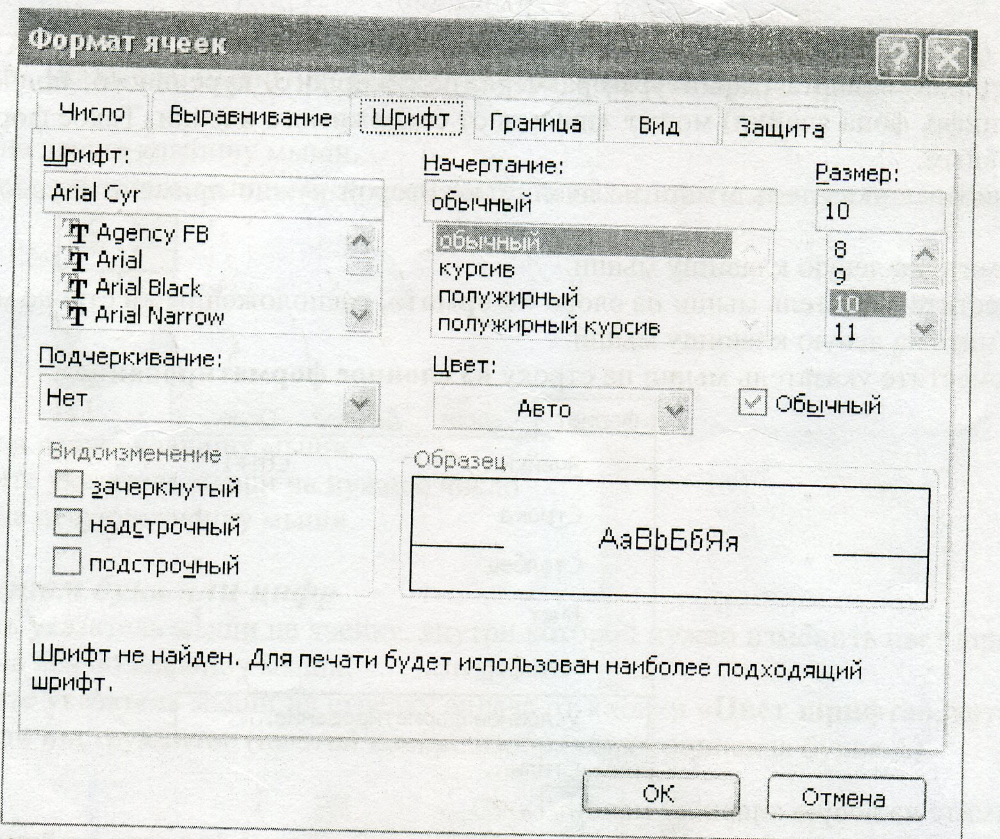 Формат ячеек
Число Выравнивание Шрифт Граница Вид Защита
Шрифт: Начертание: Размер:
Arial Cyr обычный 10
Agency FB обычный 8
Arial курсив 9
Arial Black полужирный 10
Arial Narrow полужирный курсив 11
Подчеркивание: Цвет:
Нет Авто Обычный
Видоизменение Образец
зачеркнутый
надстрочный АаВbБбЯя
подстрочный
Шрифт не найден. Для печати будет использован наиболее подходящий
шрифт.
ОК Отмена